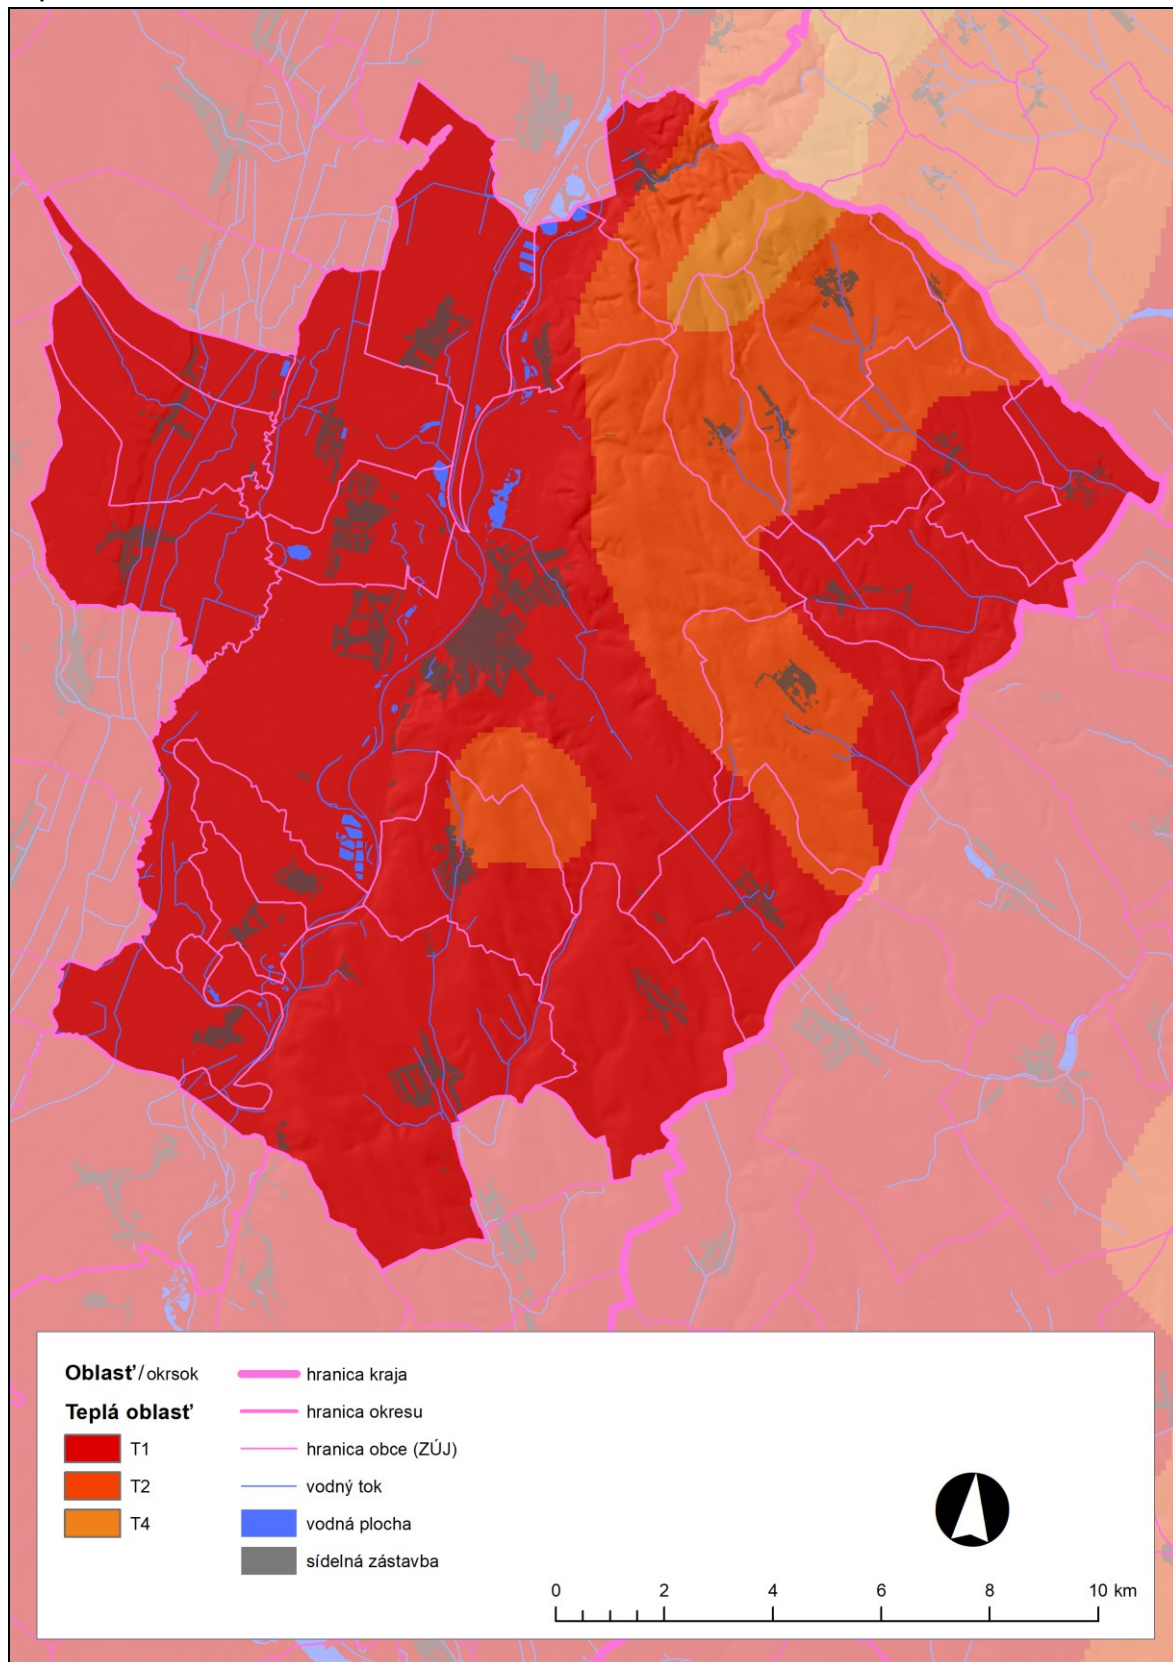 Oblasť/okrsok
Teplá oblasť
T1
T2
T4
hranica kraja
hranica okresu
hranica obce (ZÚJ)
vodný tok
vodná plocha
sídelná zástavba
0 2 4 6 8 10 km